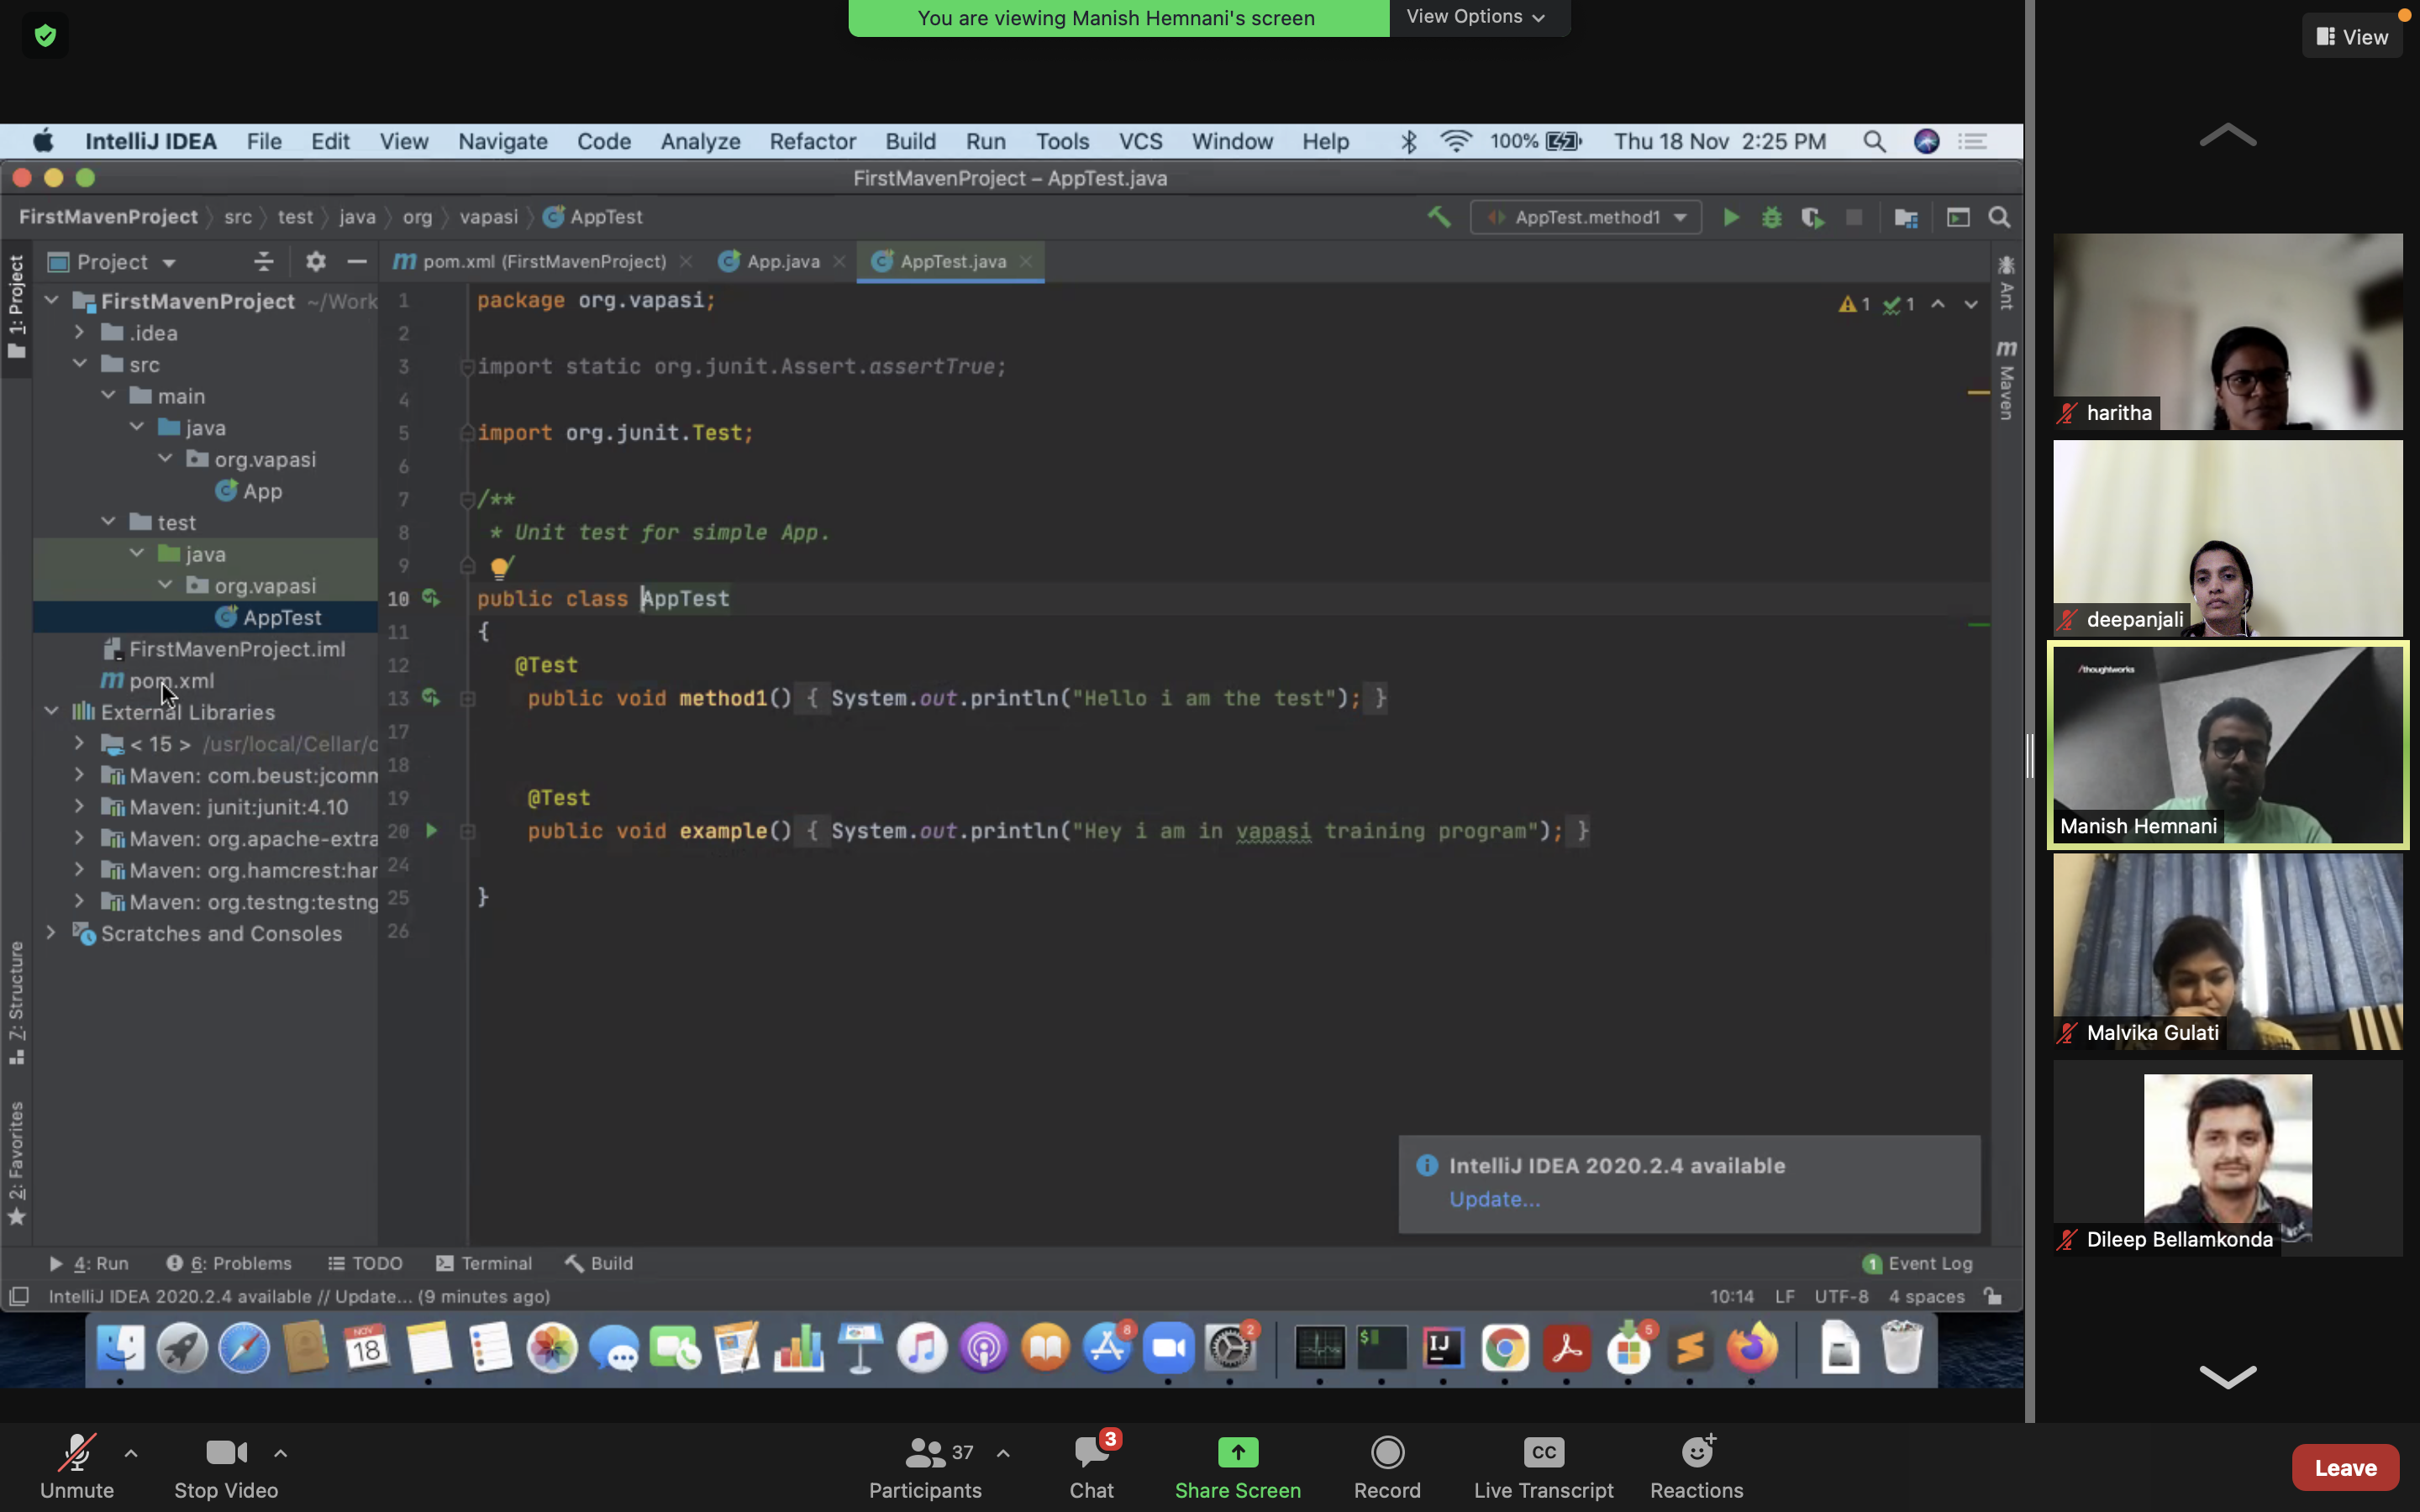 You are viewing Manish Hemnani's screen
View Options
View
IntelliJ IDEA File Edit View Navigate Code Analyze Refactor Build Run Tools VCS Window Help 100% Thu 18 Nov 2:25 PM
FirstMavenProject – AppTest.java
FirstMavenProject src test java org vapasi AppTest
AppTest.method1
1: Project
Project
pom.xml (FirstMavenProject)
App.java
AppTest.java
FirstMavenProject ~/Work
.idea
src
main
java
org.vapasi
App
test
java
org.vapasi
AppTest
FirstMavenProject.iml
pom.xml
External Libraries
< 15 > /usr/local/Cellar/o
Maven: com.beust:jcomm
Maven: junit:junit:4.10
Maven: org.apache-extra
Maven: org.hamcrest:har
Maven: org.testng:testng
Scratches and Consoles
7: Structure
2: Favorites
1 package org.vapasi;
2
3 import static org.junit.Assert.assertTrue;
4
5 import org.junit.Test;
6
7 /**
8 * Unit test for simple App.
9 /
10 public class AppTest
11 {
12 @Test
13 public void method1() { System.out.println("Hello i am the test"); }
17
18
19 @Test
20 public void example() { System.out.println("Hey i am in vapasi training program"); }
24
25 }
26
1 1
Ant
m Maven
IntelliJ IDEA 2020.2.4 available
Update...
4: Run 6: Problems TODO Terminal Build
1 Event Log
IntelliJ IDEA 2020.2.4 available // Update... (9 minutes ago)
10:14 LF UTF-8 4 spaces
NOV
18
8
2
$
IJ
5
haritha
deepanjali
/thoughtworks
Manish Hemnani
Malvika Gulati
Dileep Bellamkonda
Unmute
Stop Video
37
Participants
3
Chat
Share Screen
Record
CC
Live Transcript
Reactions
Leave